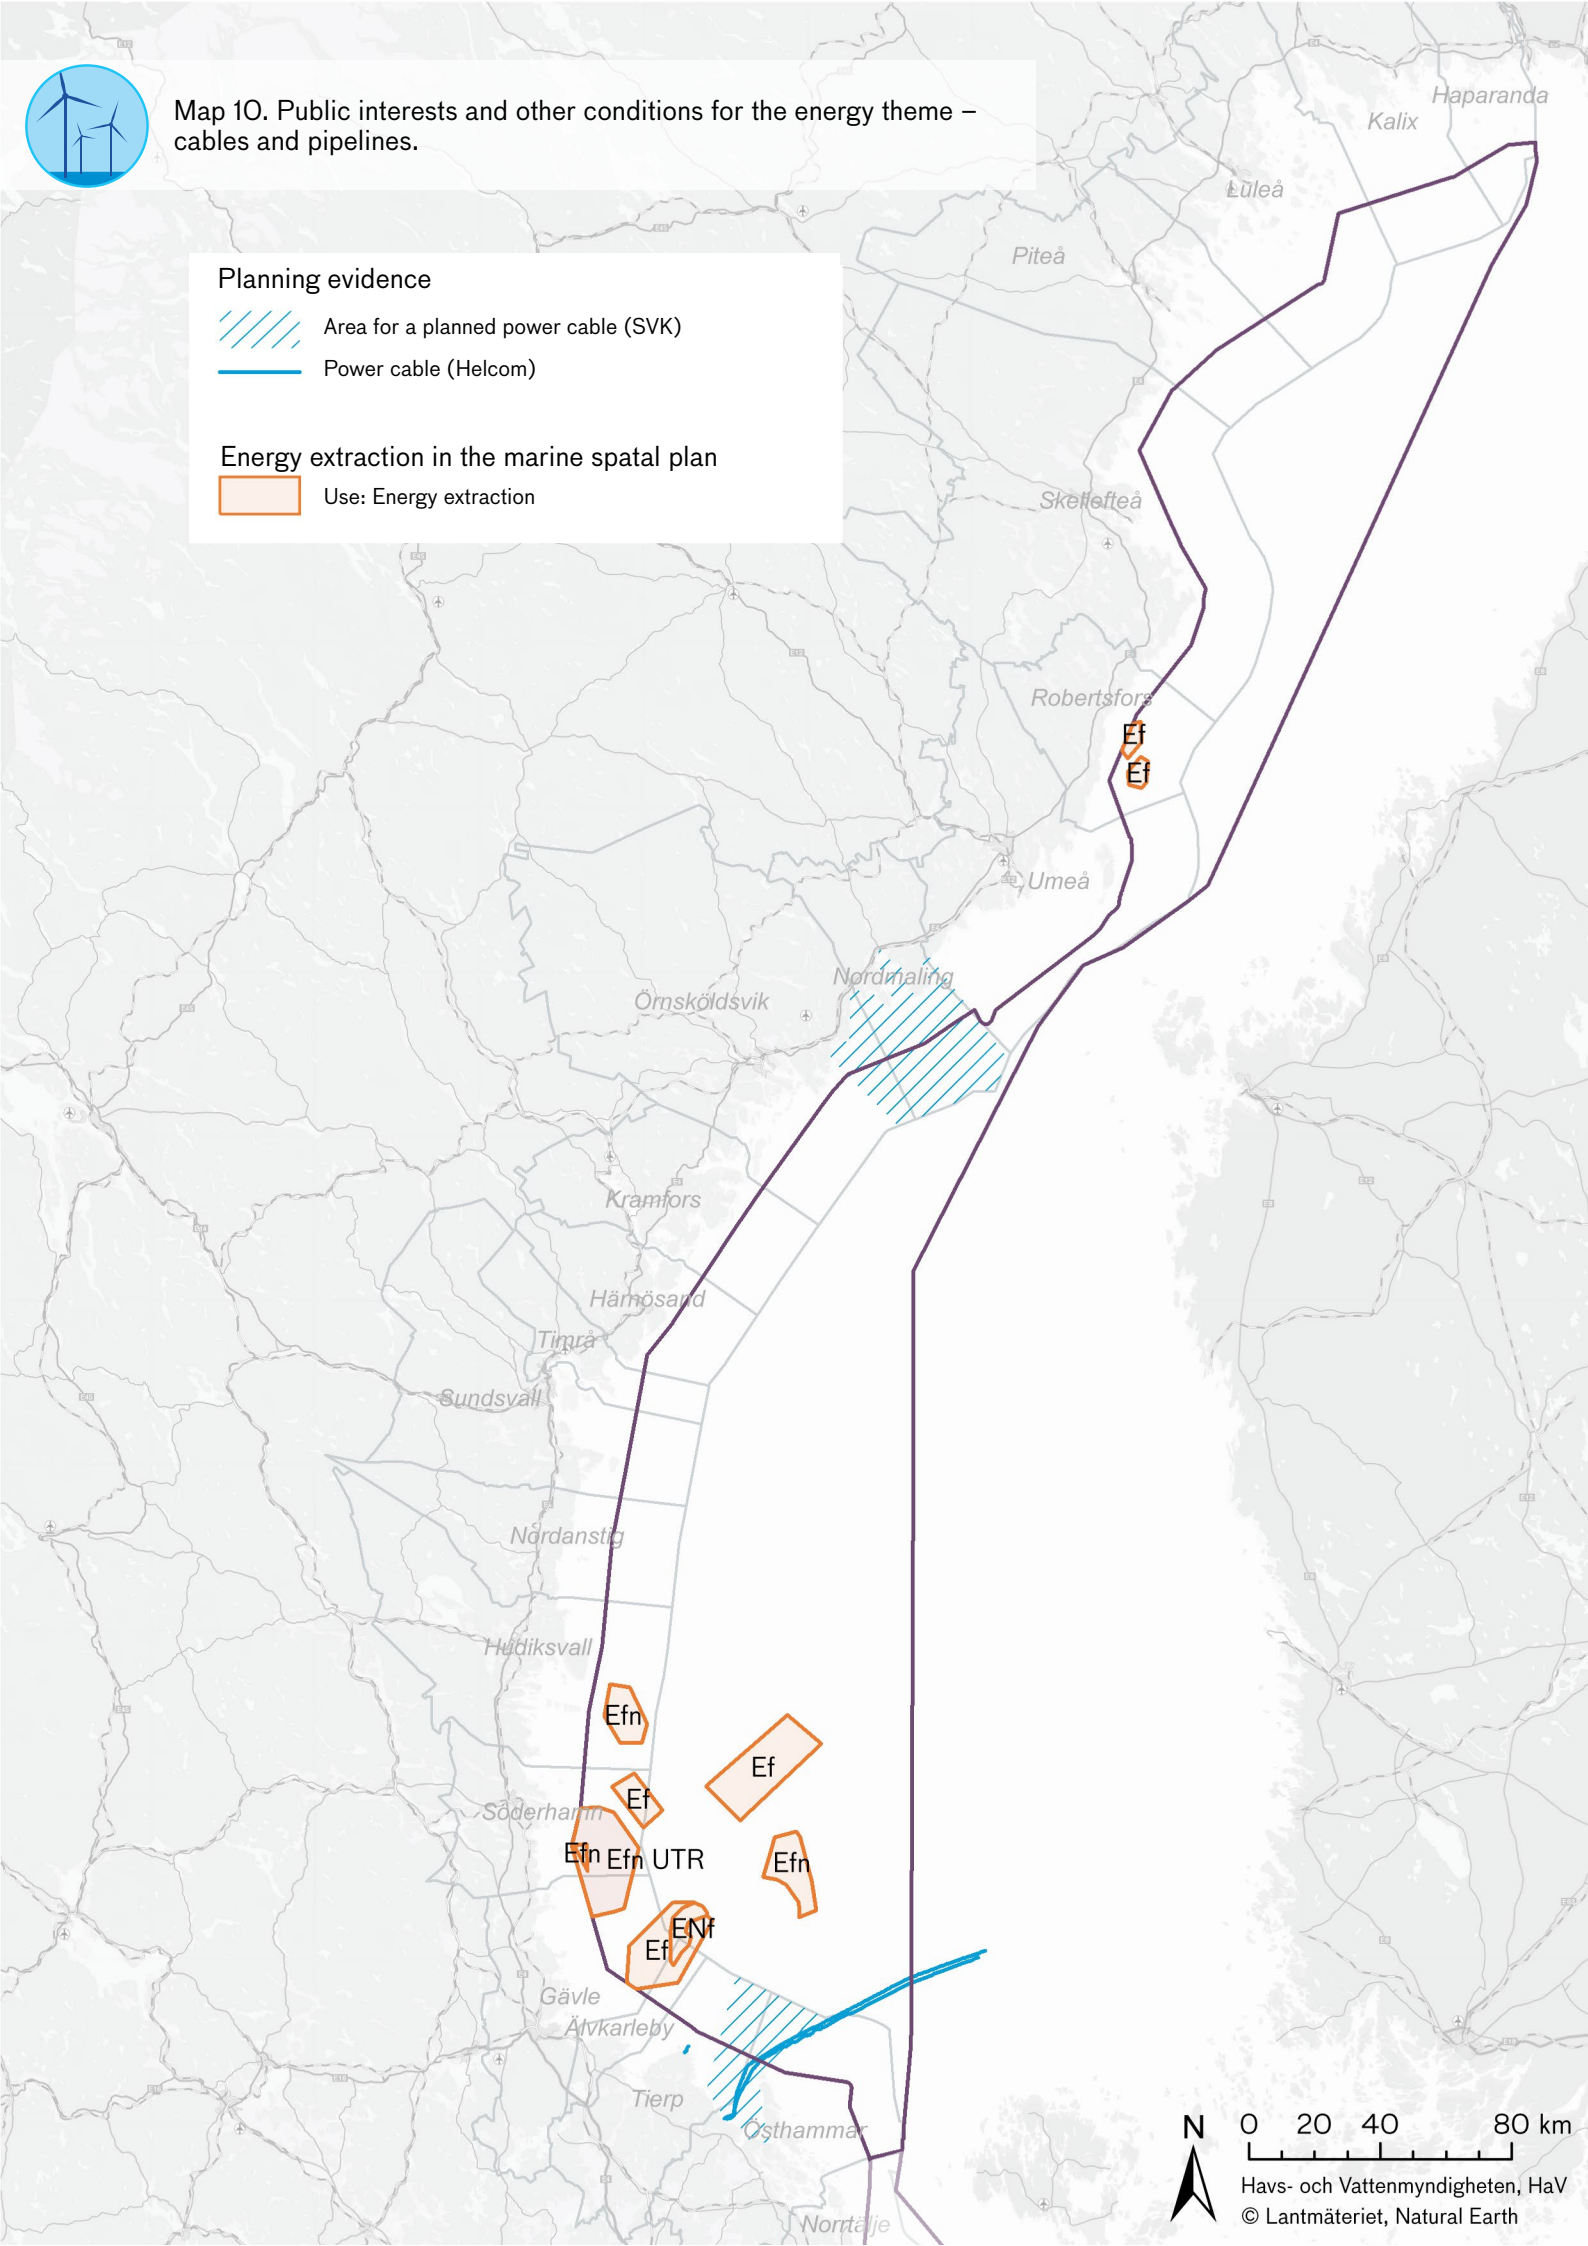 Map 10. Public interests and other conditions for the energy theme –
cables and pipelines.
Planning evidence
Area for a planned power cable (SVK)
Power cable (Helcom)
Energy extraction in the marine spatal plan
Use: Energy extraction
Haparanda
Kalix
Luleå
Piteå
Skellefteå
Robertsfors
Ef
Ef
Umeå
Nordmaling
Örnsköldsvik
Kramfors
Härnösand
Timrå
Sundsvall
Nordanstig
Hudiksvall
Efn
Ef
Ef
Söderhamn
Efn Efn UTR
Efn
ENf
Ef
Gävle
Älvkarleby
Tierp
Östhammar
Norrtälje
N 0 20 40 80 km
Havs- och Vattenmyndigheten, HaV
© Lantmäteriet, Natural Earth